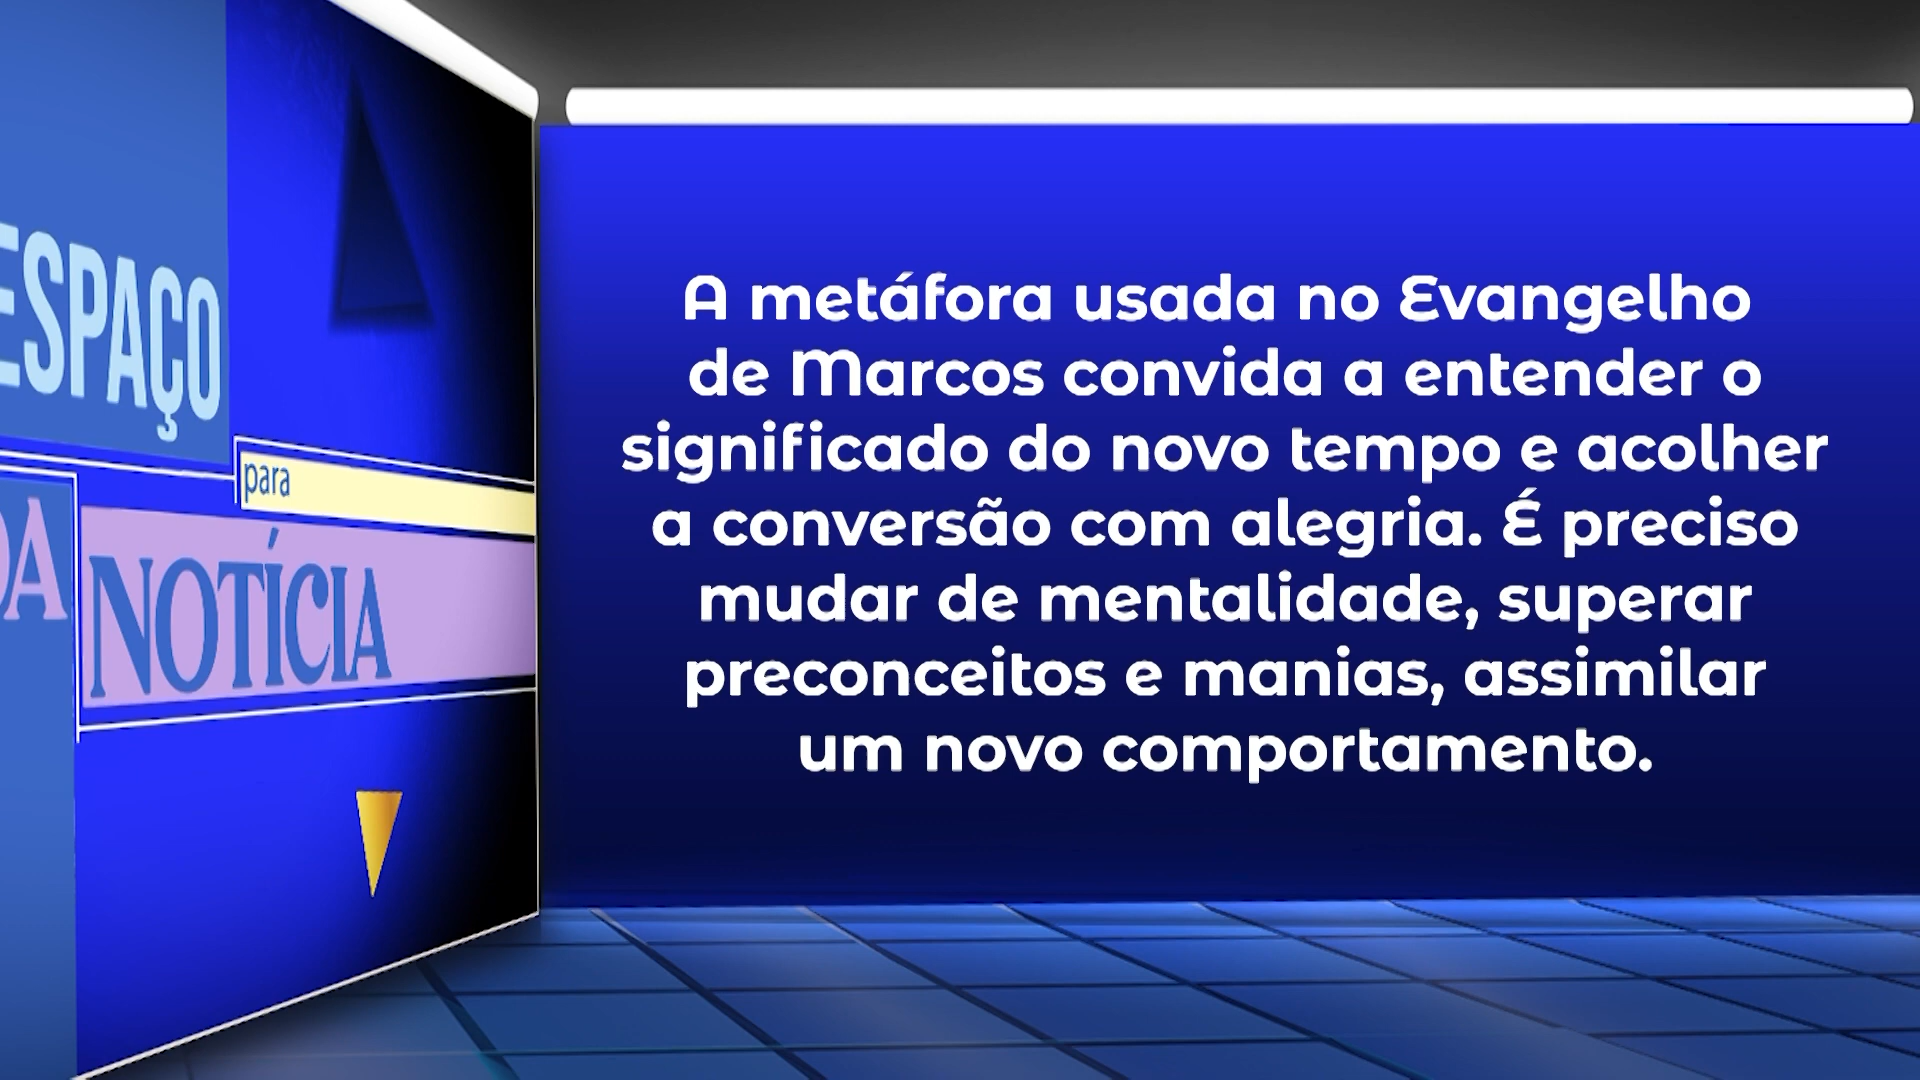 ESPAÇO
para
DA
NOTÍCIA
A metáfora usada no Evangelho
de Marcos convida a entender o
significado do novo tempo e acolher
a conversão com alegria. É preciso
mudar de mentalidade, superar
preconceitos e manias, assimilar
um novo comportamento.